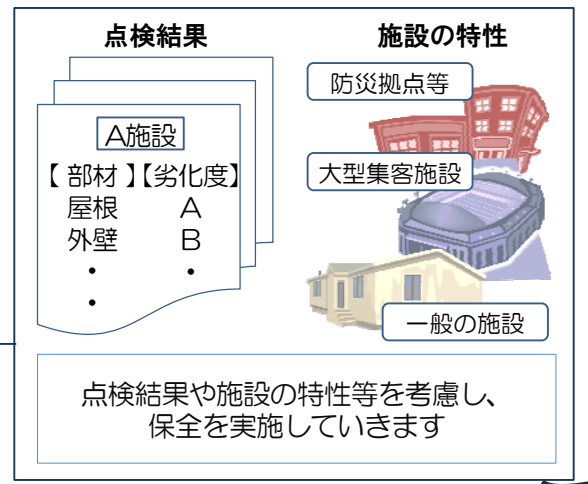 点検結果
A施設
【 部材 】【劣化度】
屋根 A
外壁 B
・ ・
・
施設の特性
防災拠点等
大型集客施設
一般の施設
点検結果や施設の特性等を考慮し、
保全を実施していきます